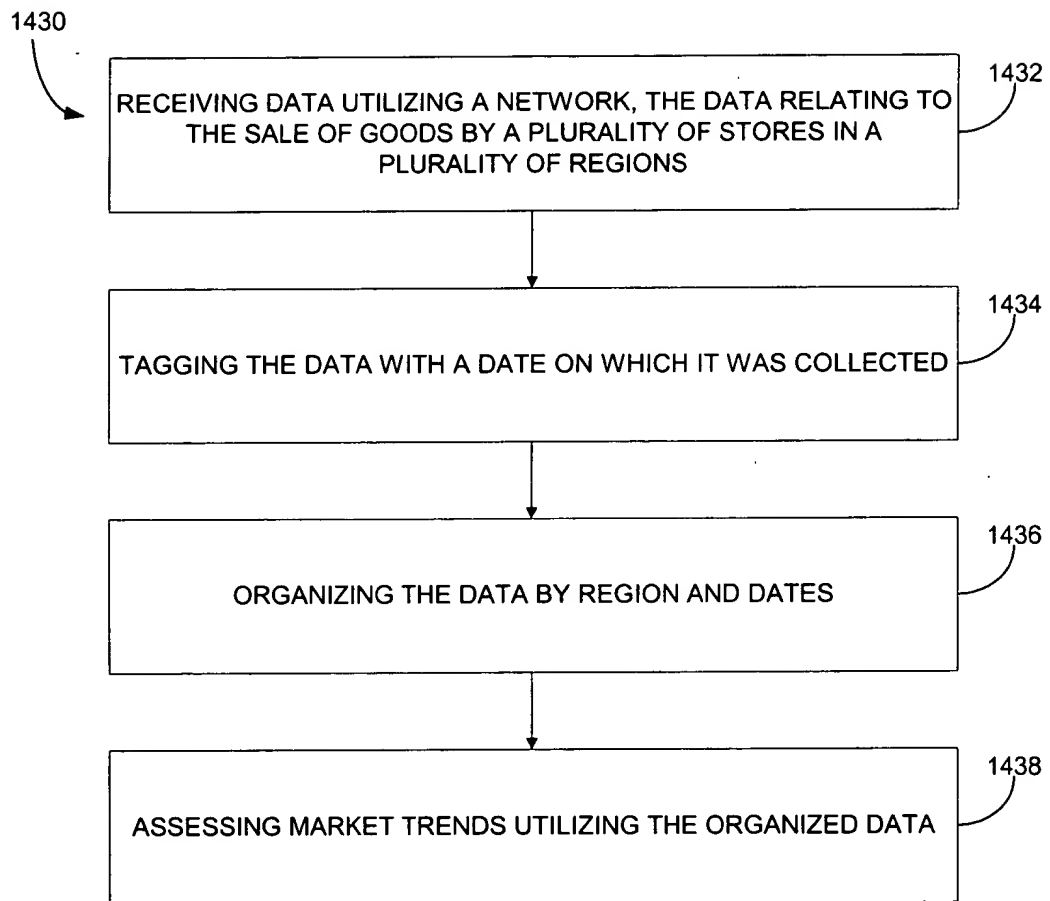 1430
1432
RECEIVING DATA UTILIZING A NETWORK, THE DATA RELATING TO
THE SALE OF GOODS BY A PLURALITY OF STORES IN A
PLURALITY OF REGIONS
1434
TAGGING THE DATA WITH A DATE ON WHICH IT WAS COLLECTED
1436
ORGANIZING THE DATA BY REGION AND DATES
1438
ASSESSING MARKET TRENDS UTILIZING THE ORGANIZED DATA